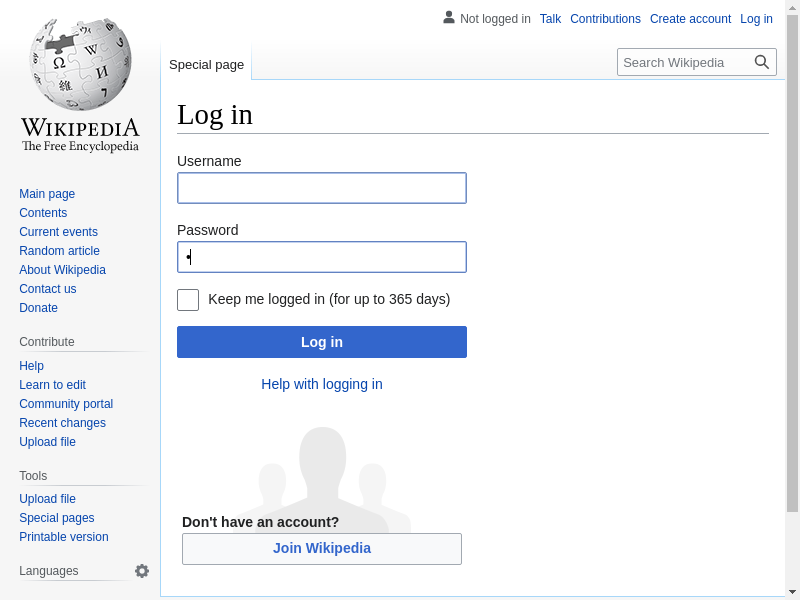 Not logged in Talk Contributions Create account Log in
Special page
Search Wikipedia
WIKIPEDIA
The Free Encyclopedia
Main page
Contents
Current events
Random article
About Wikipedia
Contact us
Donate
Contribute
Help
Learn to edit
Community portal
Recent changes
Upload file
Tools
Upload file
Special pages
Printable version
Languages
Log in
Username
Password
•
Keep me logged in (for up to 365 days)
Log in
Help with logging in
Don't have an account?
Join Wikipedia